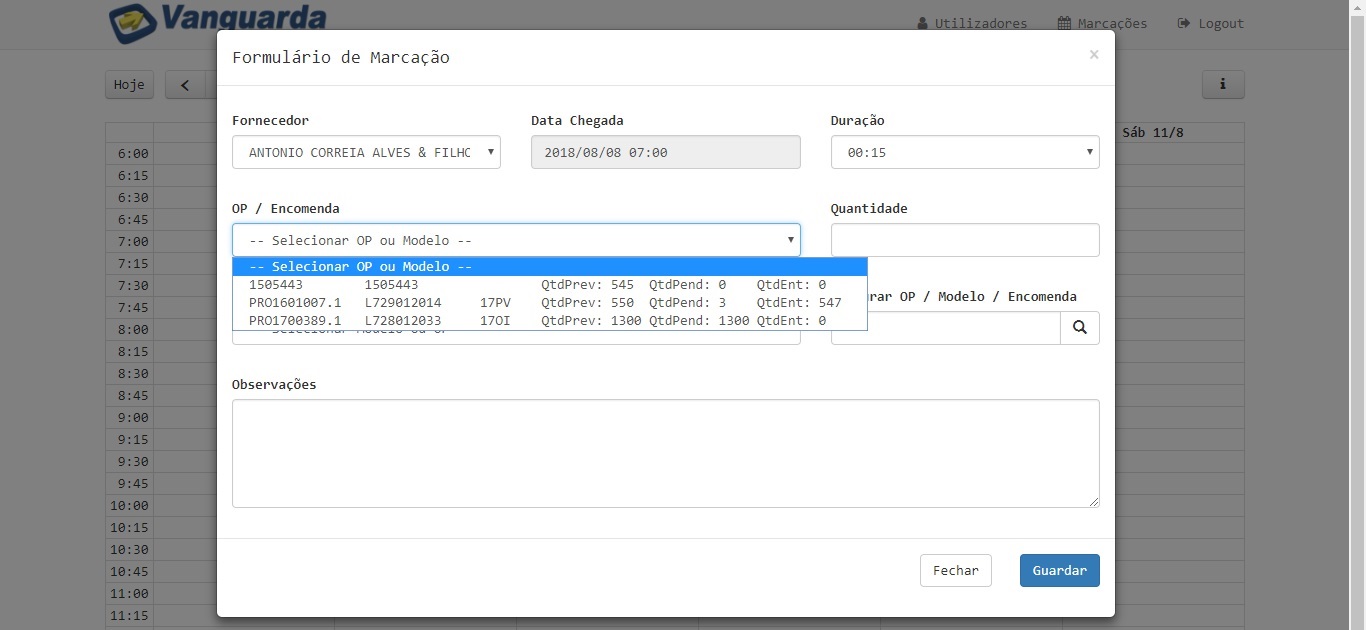 Vanguarda
Utilizadores Marcações Logout
Formulário de Marcação ×
Hoje < i
Fornecedor Data Chegada Duração
ANTONIO CORREIA ALVES & FILHO 2018/08/08 07:00 00:15
Sáb 11/8
OP / Encomenda Quantidade
-- Selecionar OP ou Modelo --
-- Selecionar OP ou Modelo --
1505443 1505443 QtdPrev: 545 QtdPend: 0 QtdEnt: 0
PRO1601007.1 L729012014 17PV QtdPrev: 550 QtdPend: 3 QtdEnt: 547
PRO1700389.1 L728012033 17OI QtdPrev: 1300 QtdPend: 1300 QtdEnt: 0
OP / Modelo / Encomenda
Observações
Fechar Guardar
6:00
6:15
6:30
6:45
7:00
7:15
7:30
7:45
8:00
8:15
8:30
8:45
9:00
9:15
9:30
9:45
10:00
10:15
10:30
10:45
11:00
11:15